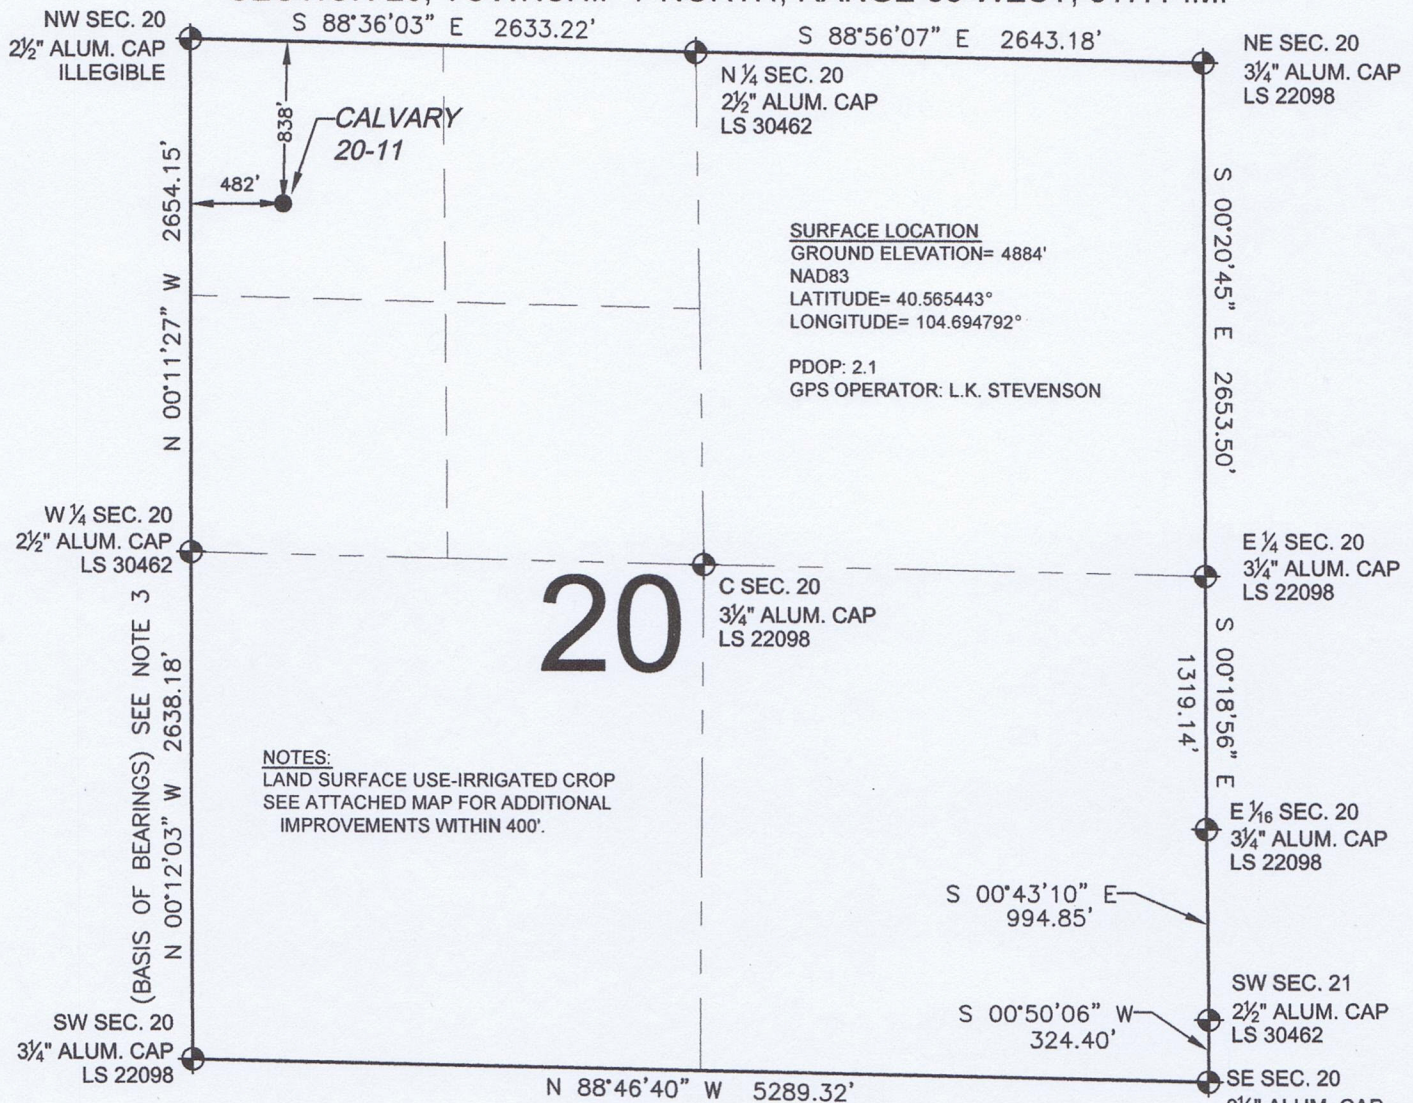 SECTION 20, TOWNSHIP NORTH, RANGE WEST,
NW SEC. 20
2½" ALUM. CAP
ILLEGIBLE
S 88°36'03" E 2633.22'
S 88°56'07" E 2643.18'
NE SEC. 20
3¼" ALUM. CAP
LS 22098
N ¼ SEC. 20
2½" ALUM. CAP
LS 30462
838'
CALVARY
20-11
482'
N 00°11'27" W 2654.15'
S 00°20'45" E 2653.50'
SURFACE LOCATION
GROUND ELEVATION= 4884'
NAD83
LATITUDE= 40.565443°
LONGITUDE= 104.694792°
PDOP: 2.1
GPS OPERATOR: L.K. STEVENSON
W ¼ SEC. 20
2½" ALUM. CAP
LS 30462
E ¼ SEC. 20
3¼" ALUM. CAP
LS 22098
20
C SEC. 20
3¼" ALUM. CAP
LS 22098
(BASIS OF BEARINGS) SEE NOTE 3
N 00°12'03" W 2638.18'
S 00°18'56" E
1319.14'
NOTES:
LAND SURFACE USE-IRRIGATED CROP
SEE ATTACHED MAP FOR ADDITIONAL
IMPROVEMENTS WITHIN 400'.
E ⅟16 SEC. 20
3¼" ALUM. CAP
LS 22098
S 00°43'10" E
994.85'
SW SEC. 21
2½" ALUM. CAP
LS 30462
S 00°50'06" W
324.40'
SW SEC. 20
3¼" ALUM. CAP
LS 22098
N 88°46'40" W 5289.32'
SE SEC. 20
ALUM. CAP